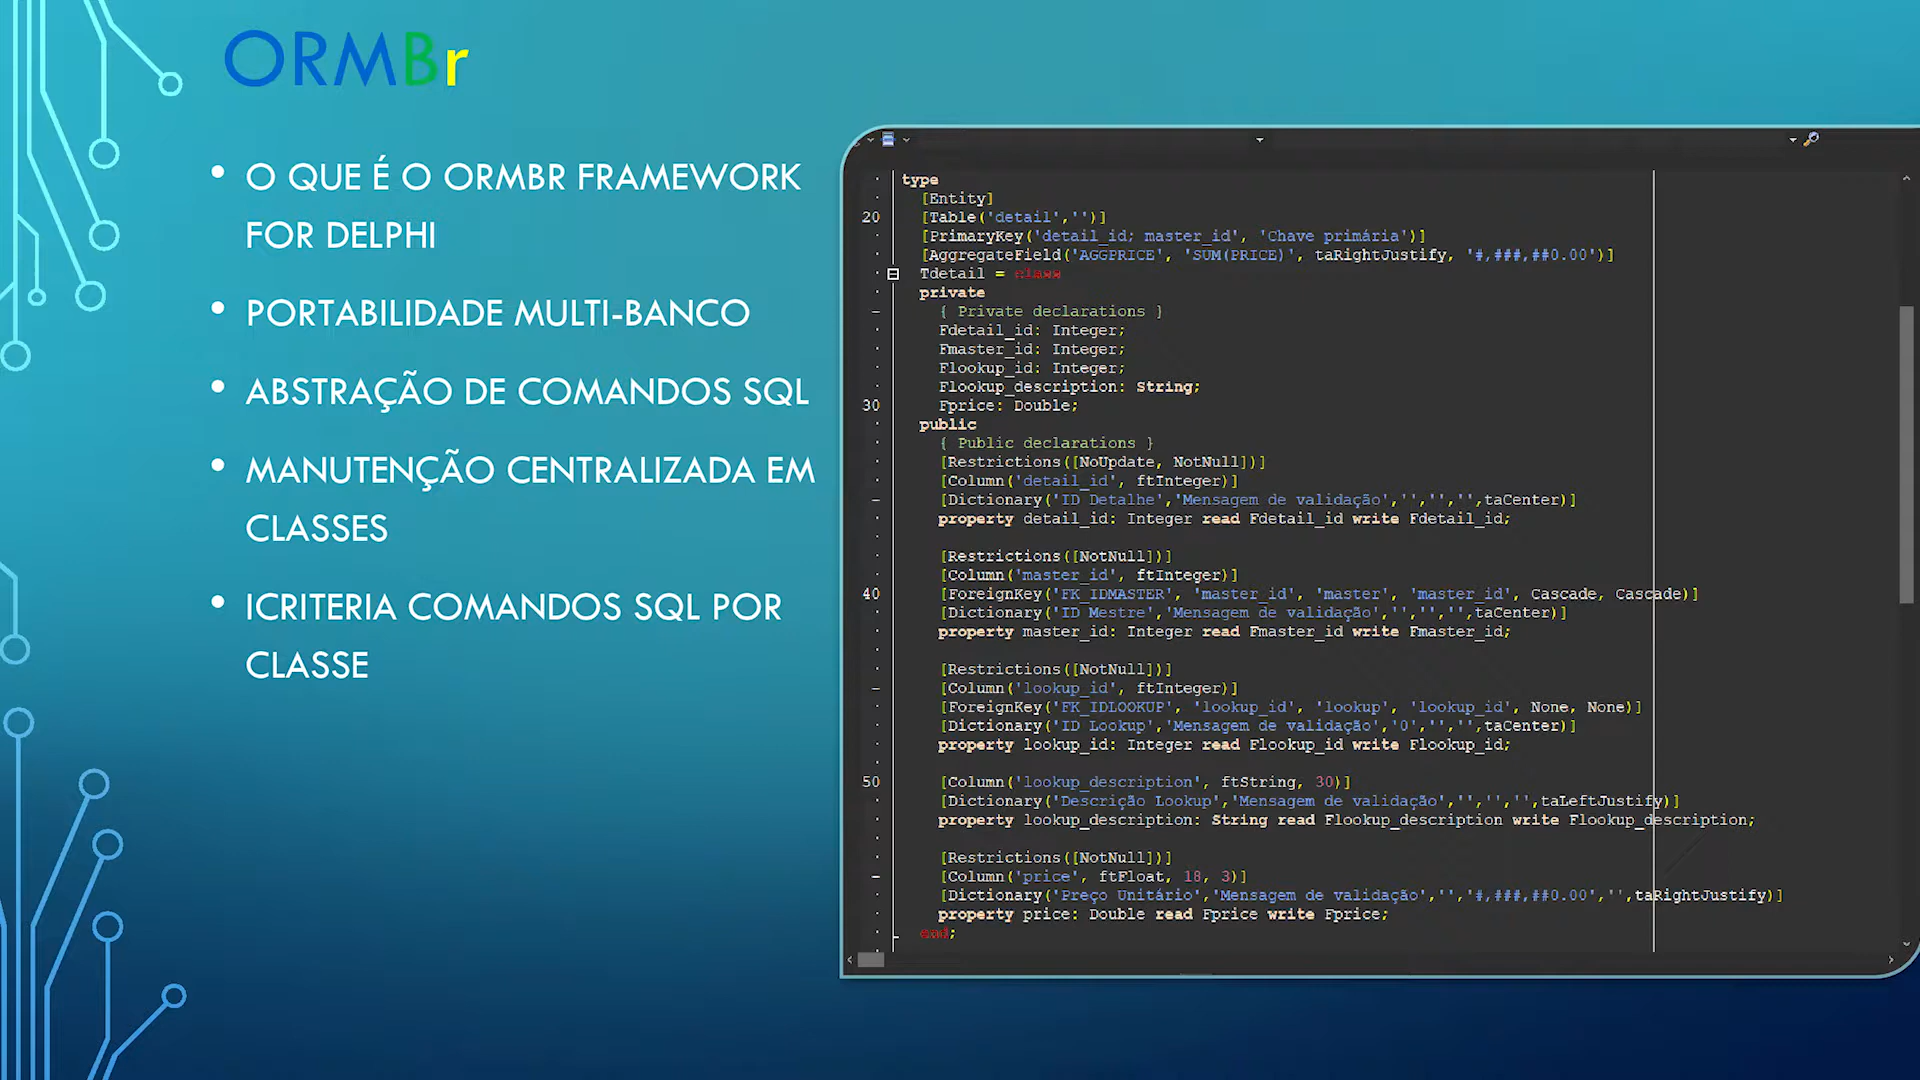 ORMBr
• O QUE É O ORMBR FRAMEWORK
FOR DELPHI
• PORTABILIDADE MULTI-BANCO
• ABSTRAÇÃO DE COMANDOS SQL
• MANUTENÇÃO CENTRALIZADA EM
CLASSES
• ICRITERIA COMANDOS SQL POR
CLASSE
type
[Entity]
20 [Table('detail','')]
[PrimaryKey('detail_id; master_id', 'Chave primária')]
[AggregateField('AGGPRICE', 'SUM(PRICE)', taRightJustify, '#,###,##0.00')]
Tdetail = class
private
{ Private declarations }
Fdetail_id: Integer;
Fmaster_id: Integer;
Flookup_id: Integer;
Flookup_description: String;
30 Fprice: Double;
public
{ Public declarations }
[Restrictions([NoUpdate, NotNull])]
[Column('detail_id', ftInteger)]
[Dictionary('ID Detalhe','Mensagem de validação','','','',taCenter)]
property detail_id: Integer read Fdetail_id write Fdetail_id;
[Restrictions([NotNull])]
[Column('master_id', ftInteger)]
40 [ForeignKey('FK_IDMASTER', 'master_id', 'master', 'master_id', Cascade, Cascade)]
[Dictionary('ID Mestre','Mensagem de validação','','','',taCenter)]
property master_id: Integer read Fmaster_id write Fmaster_id;
[Restrictions([NotNull])]
[Column('lookup_id', ftInteger)]
[ForeignKey('FK_IDLOOKUP', 'lookup_id', 'lookup', 'lookup_id', None, None)]
[Dictionary('ID Lookup','Mensagem de validação','0','','',taCenter)]
property lookup_id: Integer read Flookup_id write Flookup_id;
50 [Column('lookup_description', ftString, 30)]
[Dictionary('Descrição Lookup','Mensagem de validação','','','',taLeftJustify)]
property lookup_description: String read Flookup_description write Flookup_description;
[Restrictions([NotNull])]
[Column('price', ftFloat, 18, 3)]
[Dictionary('Preço Unitário','Mensagem de validação','','#,###,##0.00','',taRightJustify)]
property price: Double read Fprice write Fprice;
end;